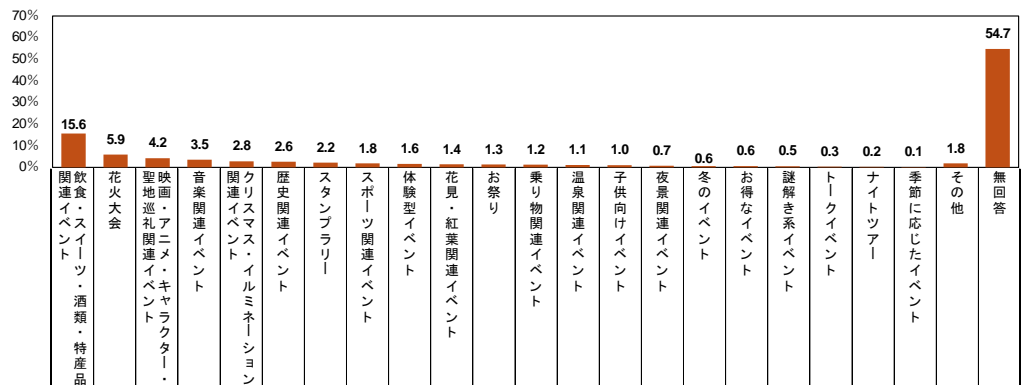 70%
60%
50%
40%
30%
20%
10%
0%
15.6
5.9
4.2
3.5
2.8
2.6
2.2
1.8
1.6
1.4
1.3
1.2
1.1
1.0
0.7
0.6
0.6
0.5
0.3
0.2
0.1
1.8
54.7
飲食・スイーツ・酒類・特産品
関連イベント
花火大会
映画・アニメ・キャラクター・
聖地巡礼関連イベント
音楽関連イベント
クリスマス・イルミネーション
関連イベント
歴史関連イベント
スタンプラリー
スポーツ関連イベント
体験型イベント
花見・紅葉関連イベント
お祭り
乗り物関連イベント
温泉関連イベント
子供向けイベント
夜景関連イベント
冬のイベント
お得なイベント
謎解き系イベント
トークイベント
ナイトツアー
季節に応じたイベント
その他
無回答